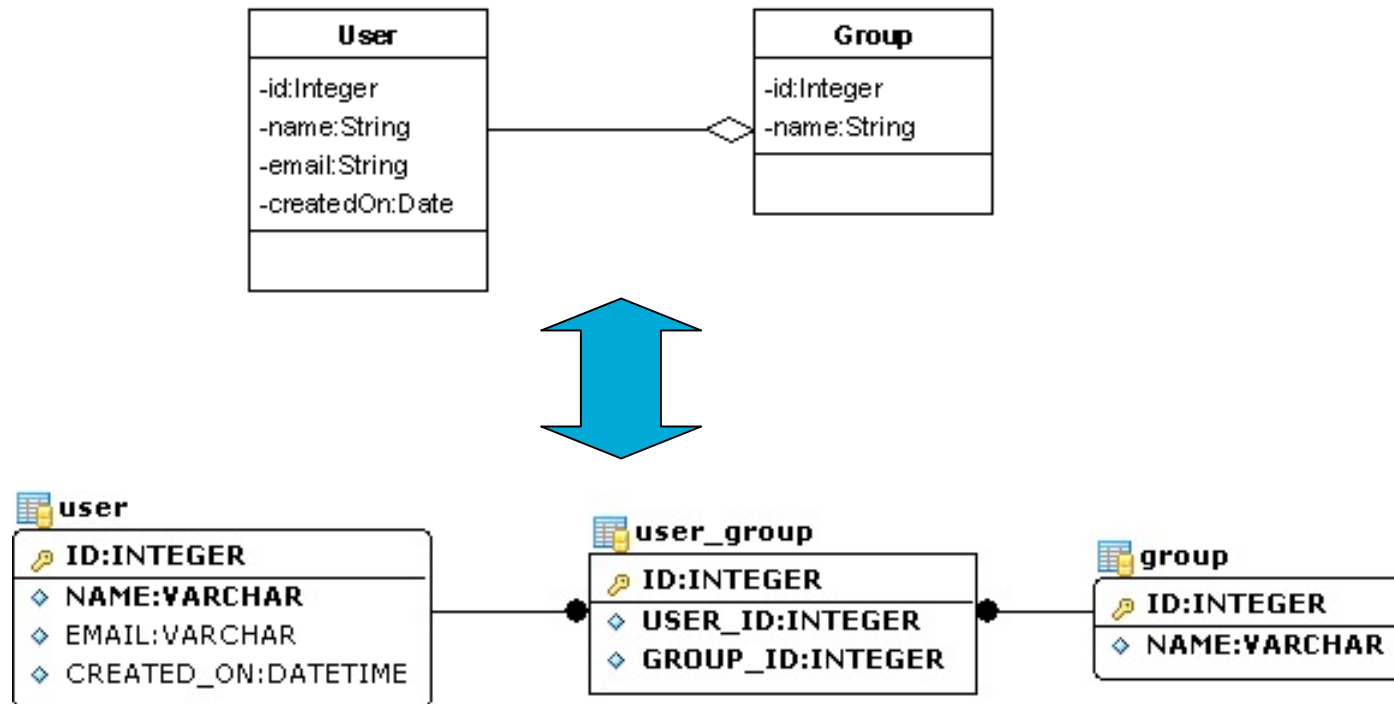 User
-id:Integer
-name:String
-email:String
-createdOn:Date
Group
-id:Integer
-name:String
user
ID:INTEGER
NAME:VARCHAR
EMAIL:VARCHAR
CREATED_ON:DATETIME
user_group
ID:INTEGER
USER_ID:INTEGER
GROUP_ID:INTEGER
group
ID:INTEGER
NAME:VARCHAR